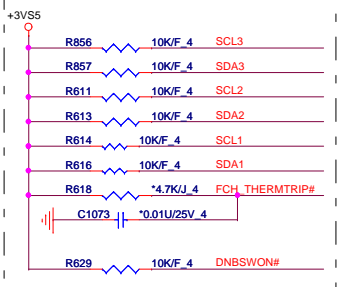 +3VS5
R856 10K/F_4 SCL3
R857 10K/F_4 SDA3
R611 10K/F_4 SCL2
R613 10K/F_4 SDA2
R614 10K/F_4 SCL1
R616 10K/F_4 SDA1
R618 *4.7K/J_4 FCH_THERMTRIP#
C1073 *0.01U/25V_4
R629 10K/F_4 DNBSWON#